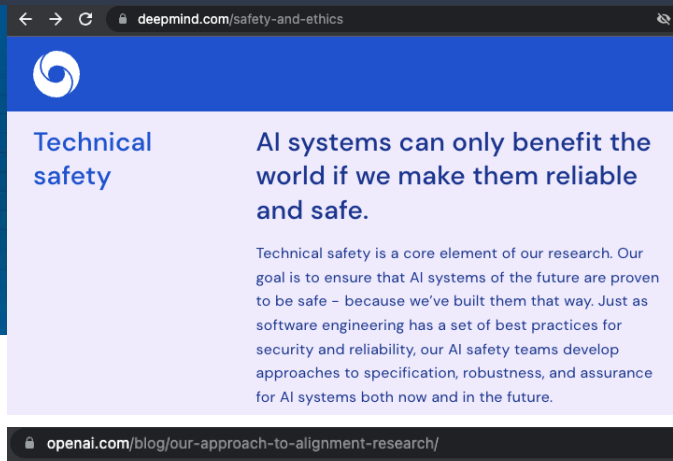 deepmind.com/safety-and-ethics
Technical
safety
AI systems can only benefit the
world if we make them reliable
and safe.
Technical safety is a core element of our research. Our
goal is to ensure that AI systems of the future are proven
to be safe – because we’ve built them that way. Just as
software engineering has a set of best practices for
security and reliability, our AI safety teams develop
approaches to specification, robustness, and assurance
for AI systems both now and in the future.
openai.com/blog/our-approach-to-alignment-research/